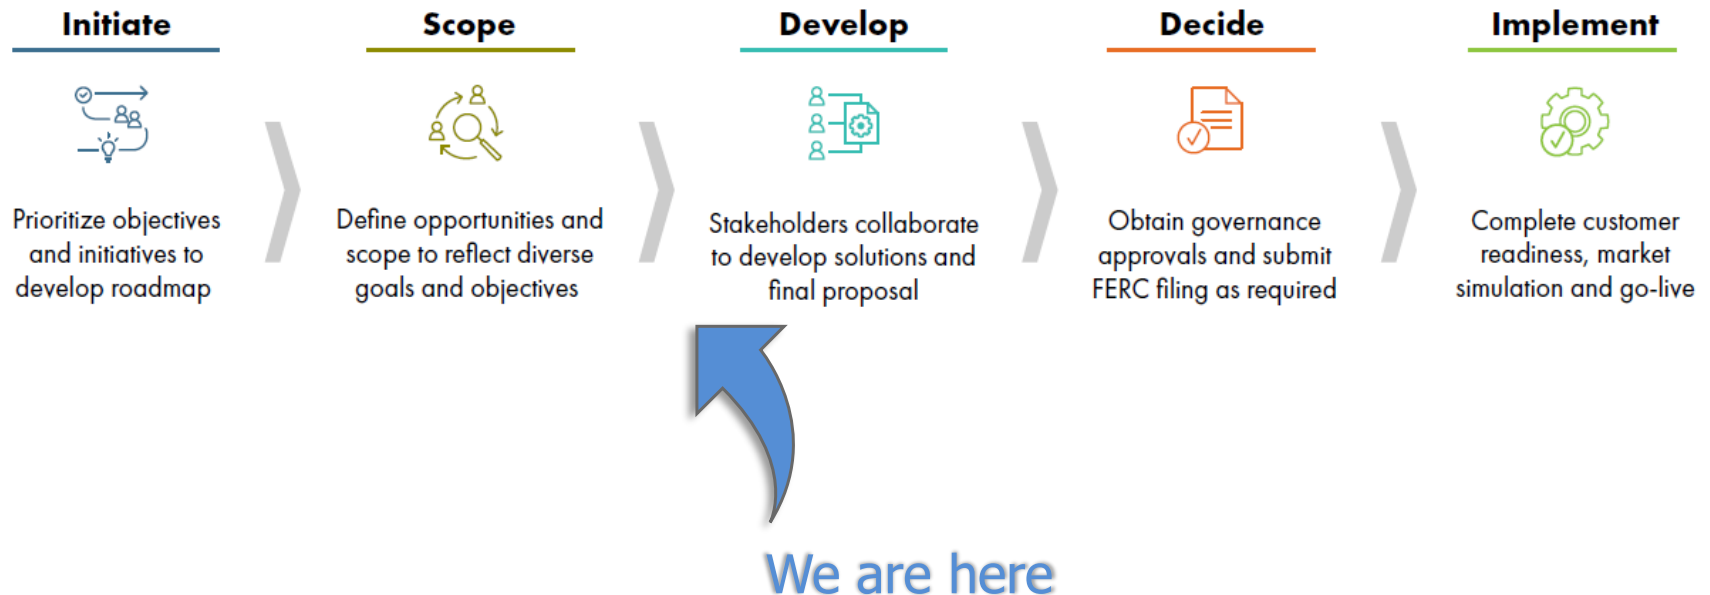 Initiate
Prioritize objectives
and initiatives to
develop roadmap
Scope
Define opportunities and
scope to reflect diverse
goals and objectives
Develop
Stakeholders collaborate
to develop solutions and
final proposal
Decide
Obtain governance
approvals and submit
FERC filing as required
Implement
Complete customer
readiness, market
simulation and go-live
We are here